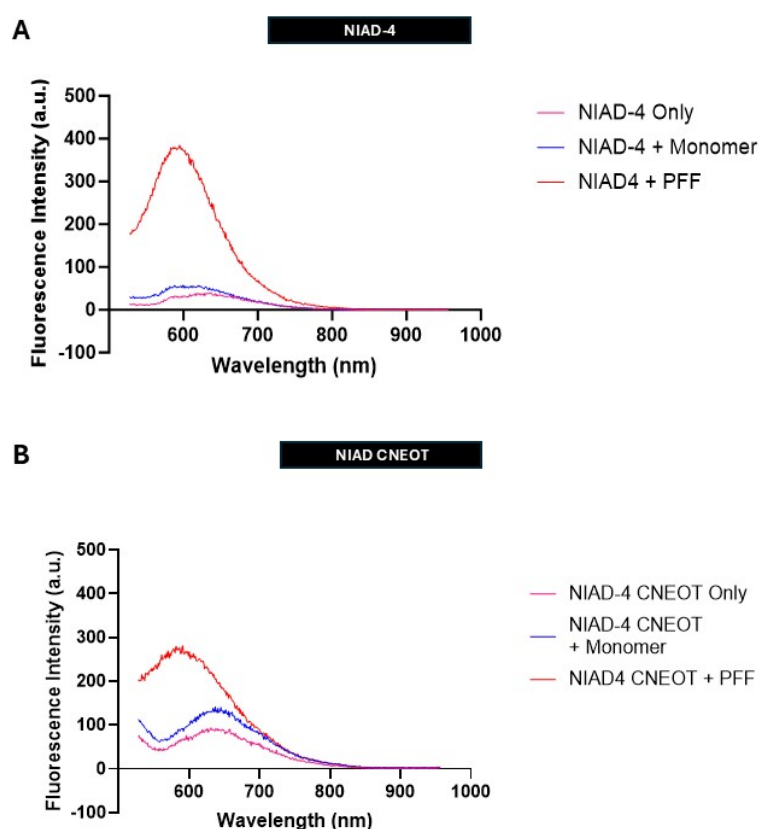 A
NIAD-4
Fluorescence Intensity (a.u.)
500
400
300
200
100
0
-100
600
700
800
900
1000
Wavelength (nm)
NIAD-4 Only
NIAD-4 + Monomer
NIAD4 + PFF
B
NIAD CNEOT
Fluorescence Intensity (a.u.)
500
400
300
200
100
0
-100
600
700
800
900
1000
Wavelength (nm)
NIAD-4 CNEOT Only
NIAD-4 CNEOT
+ Monomer
NIAD4 CNEOT + PFF